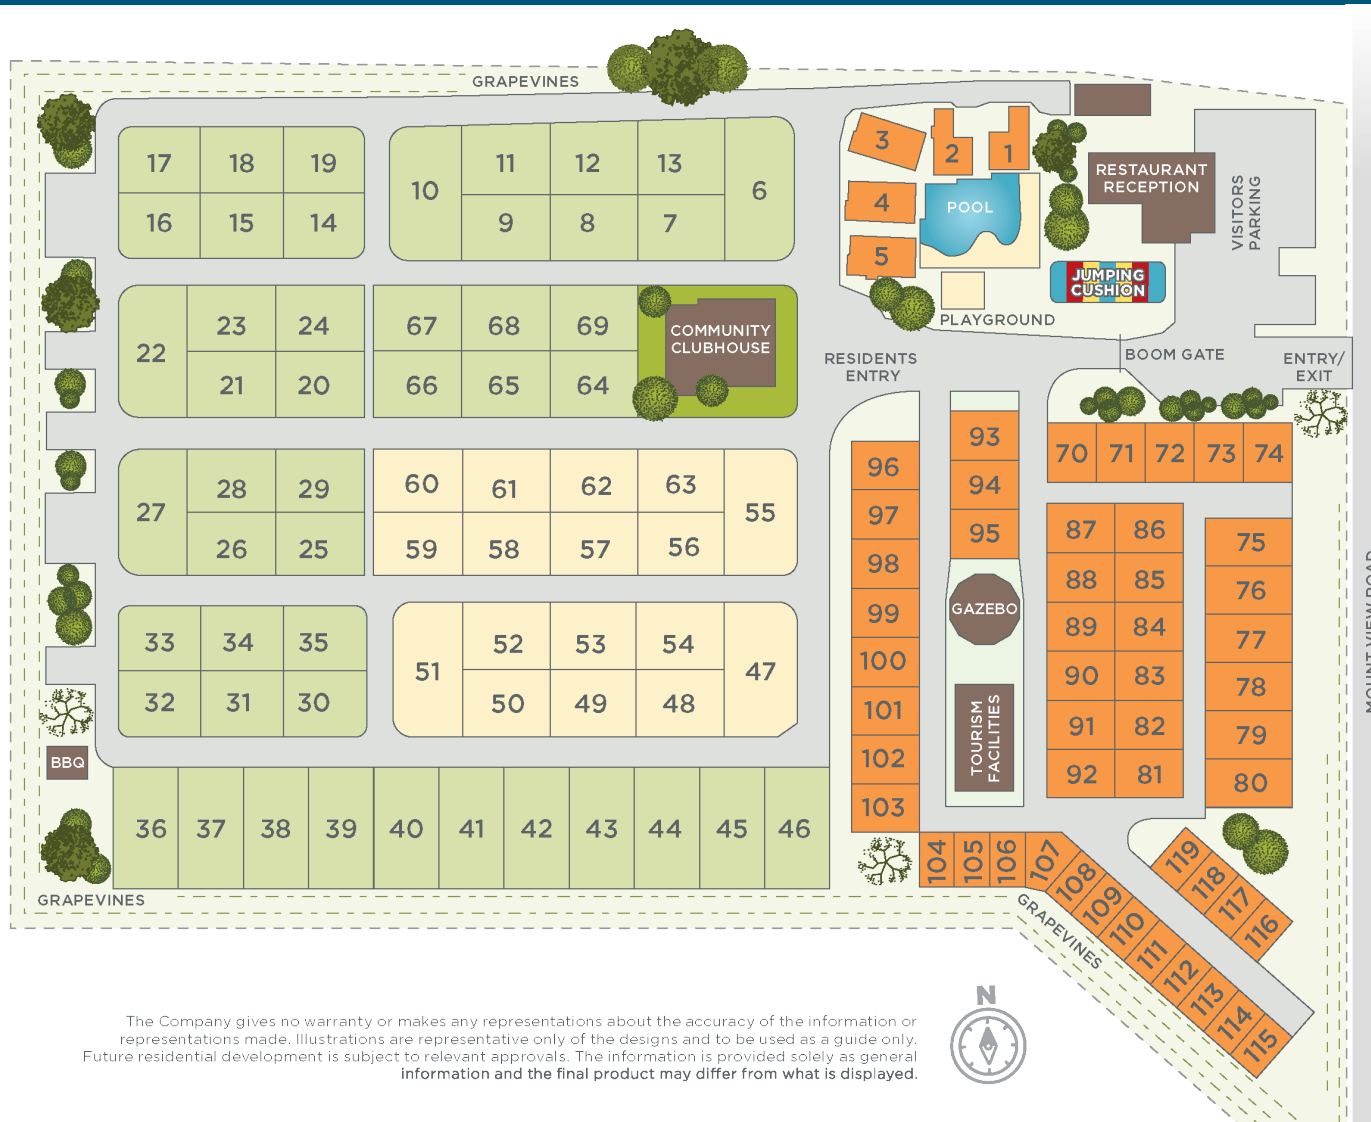 GRAPEVINES
17 18 19
16 15 14
10 11 12 13 6
9 8 7
3 2 1
4
5
POOL
RESTAURANT
RECEPTION
VISITORS
PARKING
JUMPING
CUSHION
PLAYGROUND
22 23 24
21 20
67 68 69
66 65 64
COMMUNITY
CLUBHOUSE
RESIDENTS
ENTRY
BOOM GATE
ENTRY/
EXIT
27 28 29
26 25
60 61 62 63 55
59 58 57 56
96
97
98
99
100
101
102
103
93
94
95
GAZEBO
TOURISM
FACILITIES
70 71 72 73 74
87 86
88 85
89 84
90 83
91 82
92 81
75
76
77
78
79
80
MOUNT VIEW ROAD
33 34 35
32 31 30
51 52 53 54 47
50 49 48
BBQ
36 37 38 39 40 41 42 43 44 45 46
GRAPEVINES
104 105 106 107 108 109 110 111 112 113 114 115
119 118 117 116
GRAPEVINES
N
The Company gives no warranty or makes any representations about the accuracy of the information or
representations made. Illustrations are representative only of the designs and to be used as a guide only.
Future residential development is subject to relevant approvals. The information is provided solely as general
information and the final product may differ from what is displayed.